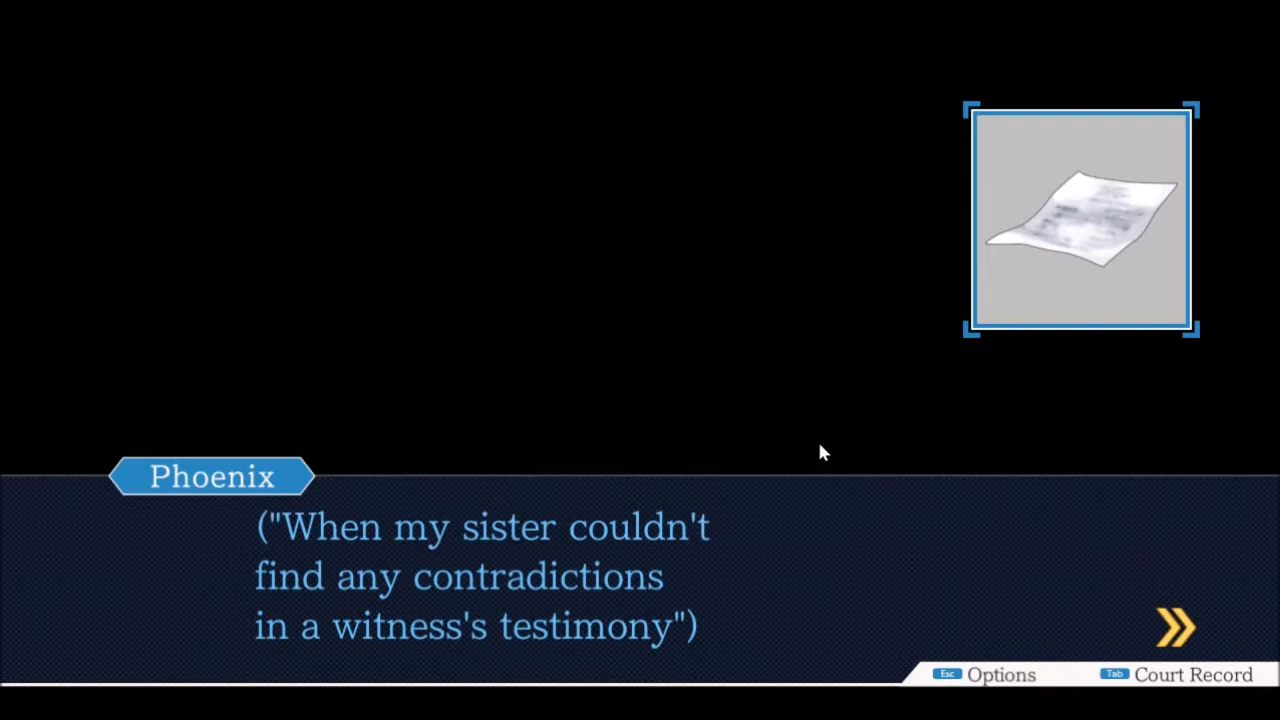 Phoenix
("When my sister couldn't
find any contradictions
in a witness's testimony")
Esc Options Tab Court Record